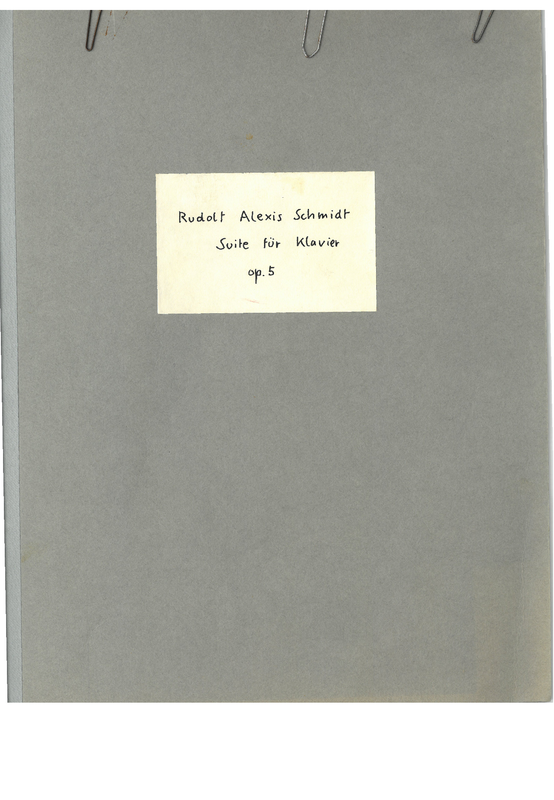 Rudolf Alexis Schmidt
Suite für Klavier
op. 5